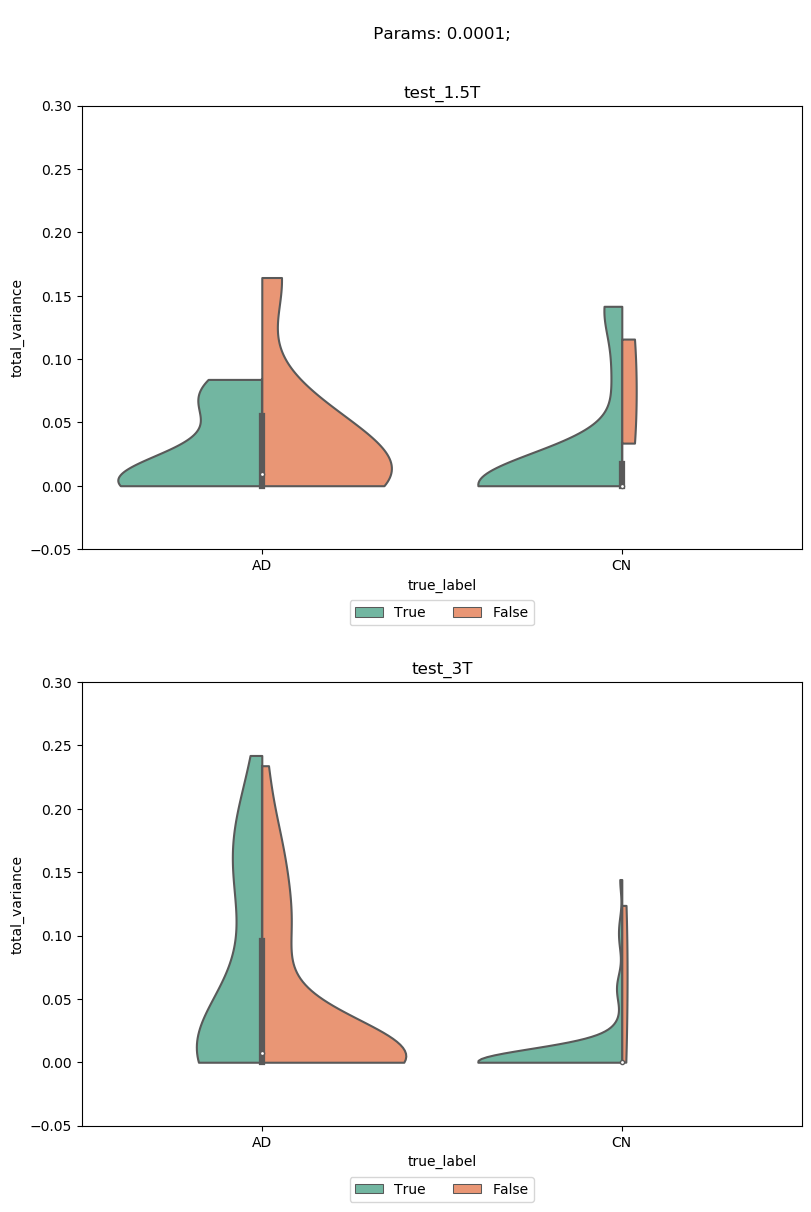 Params: 0.0001;
test_1.5T
0.30
0.25
0.20
0.15
0.10
0.05
0.00
−0.05
total_variance
AD CN
true_label
True False
test_3T
0.30
0.25
0.20
0.15
0.10
0.05
0.00
−0.05
total_variance
AD CN
true_label
True False